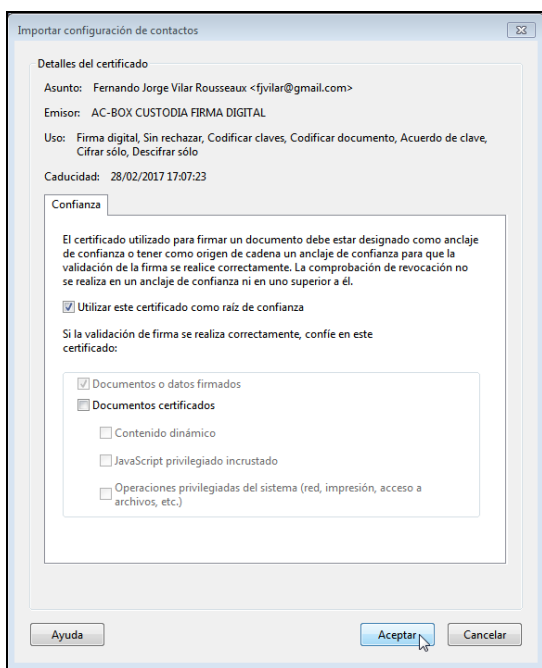 Importar configuración de contactos
Detalles del certificado
Asunto: Fernando Jorge Vilar Rousseaux <fjvilar@gmail.com>
Emisor: AC-BOX CUSTODIA FIRMA DIGITAL
Uso: Firma digital, Sin rechazar, Codificar claves, Codificar documento, Acuerdo de clave,
Cifrar sólo, Descifrar sólo
Caducidad: 28/02/2017 17:07:23
Confianza
El certificado utilizado para firmar un documento debe estar designado como anclaje
de confianza o tener como origen de cadena un anclaje de confianza para que la
validación de la firma se realice correctamente. La comprobación de revocación no
se realiza en un anclaje de confianza ni en uno superior a él.
Utilizar este certificado como raíz de confianza
Si la validación de firma se realiza correctamente, confíe en este
certificado:
Documentos o datos firmados
Documentos certificados
Contenido dinámico
JavaScript privilegiado incrustado
Operaciones privilegiadas del sistema (red, impresión, acceso a
archivos, etc.)
Ayuda Aceptar Cancelar